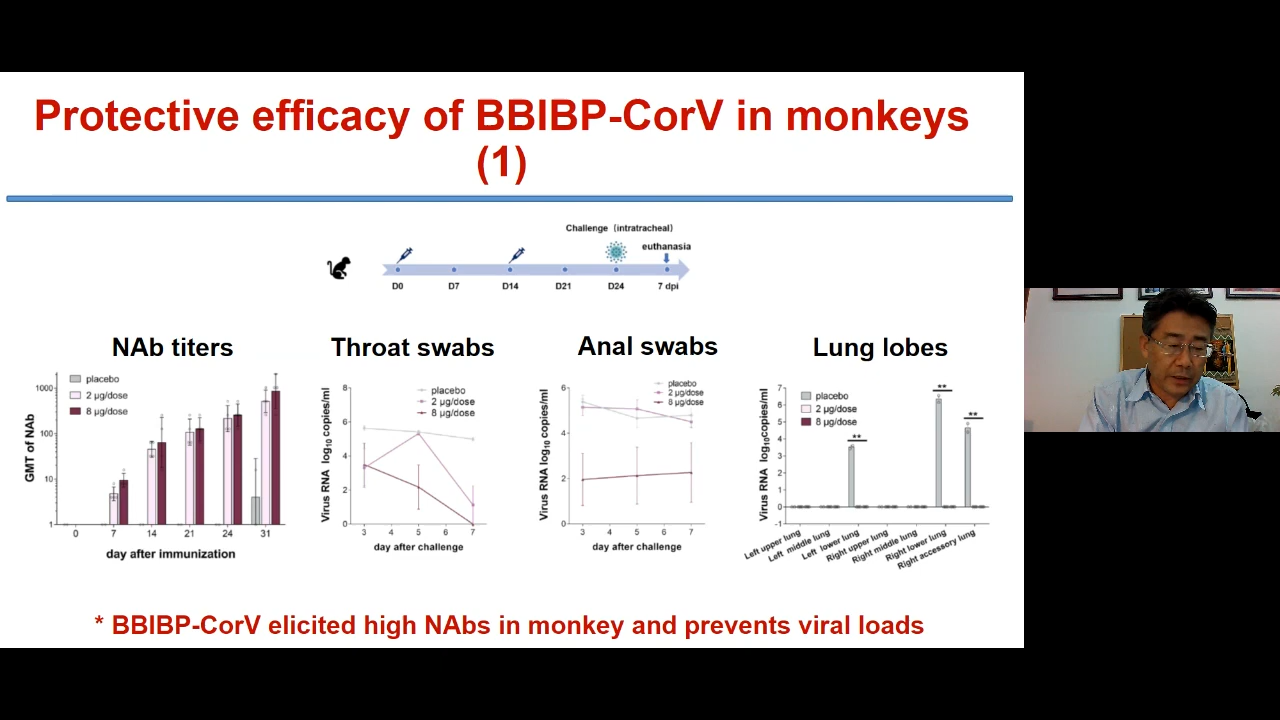 Protective efficacy of BBIBP-CorV in monkeys
(1)
Challenge (intratracheal)
euthanasia
D0 D7 D14 D21 D24 7 dpi
NAb titers
GMT of NAb
1000
100
10
1
placebo
2 µg/dose
8 µg/dose
0 7 14 21 24 31
day after immunization
Throat swabs
Virus RNA log10 copies/ml
8
6
4
2
0
placebo
2 µg/dose
8 µg/dose
3 4 5 6 7
day after challenge
Anal swabs
Virus RNA log10 copies/ml
6
4
2
0
placebo
2 µg/dose
8 µg/dose
3 4 5 6 7
day after challenge
Lung lobes
Virus RNA log10copies/ml
7
6
5
4
3
2
1
0
-1
placebo
2 µg/dose
8 µg/dose
**
**
**
Left upper lung
Left middle lung
Left lower lung
Right upper lung
Right middle lung
Right lower lung
Right accessory lung
* BBIBP-CorV elicited high NAbs in monkey and prevents viral loads